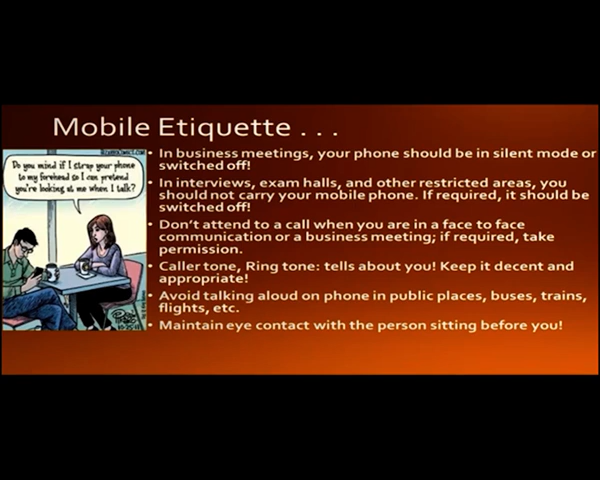 Mobile Etiquette . . .
Do you mind if I strap your phone
to my forehead so I can pretend
you're looking at me when I talk?
• In business meetings, your phone should be in silent mode or
switched off!
• In interviews, exam halls, and other restricted areas, you
should not carry your mobile phone. If required, it should be
switched off!
• Don't attend to a call when you are in a face to face
communication or a business meeting; if required, take
permission.
• Caller tone, Ring tone: tells about you! Keep it decent and
appropriate!
• Avoid talking aloud on phone in public places, buses, trains,
flights, etc.
• Maintain eye contact with the person sitting before you!